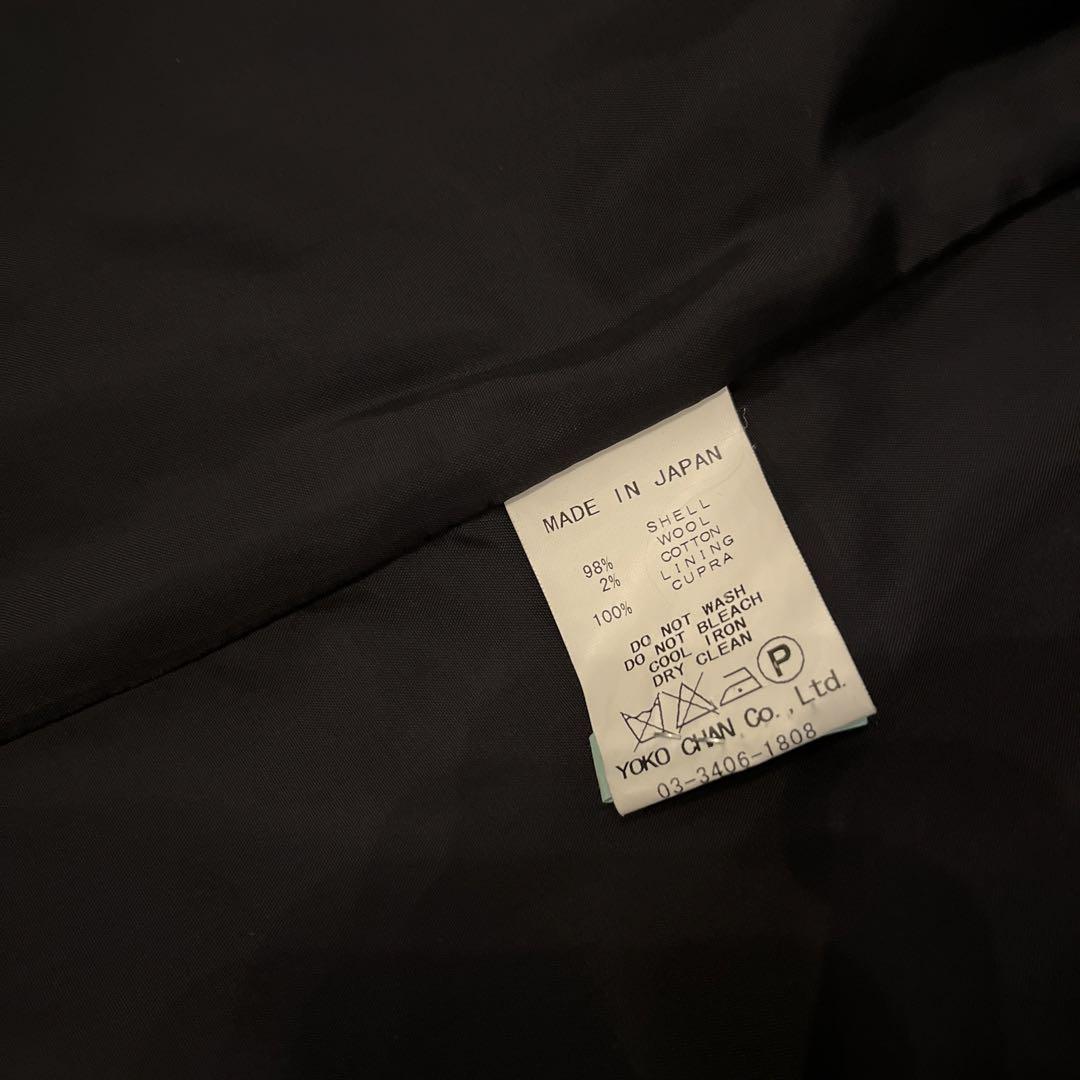 MADE IN JAPAN
SHELL
98% WOOL
2% COTTON
LINING
100% CUPRA
DO NOT WASH
DO NOT BLEACH
COOL IRON
DRY CLEAN
P
YOKO CHAN Co.,Ltd.
03-3406-1808